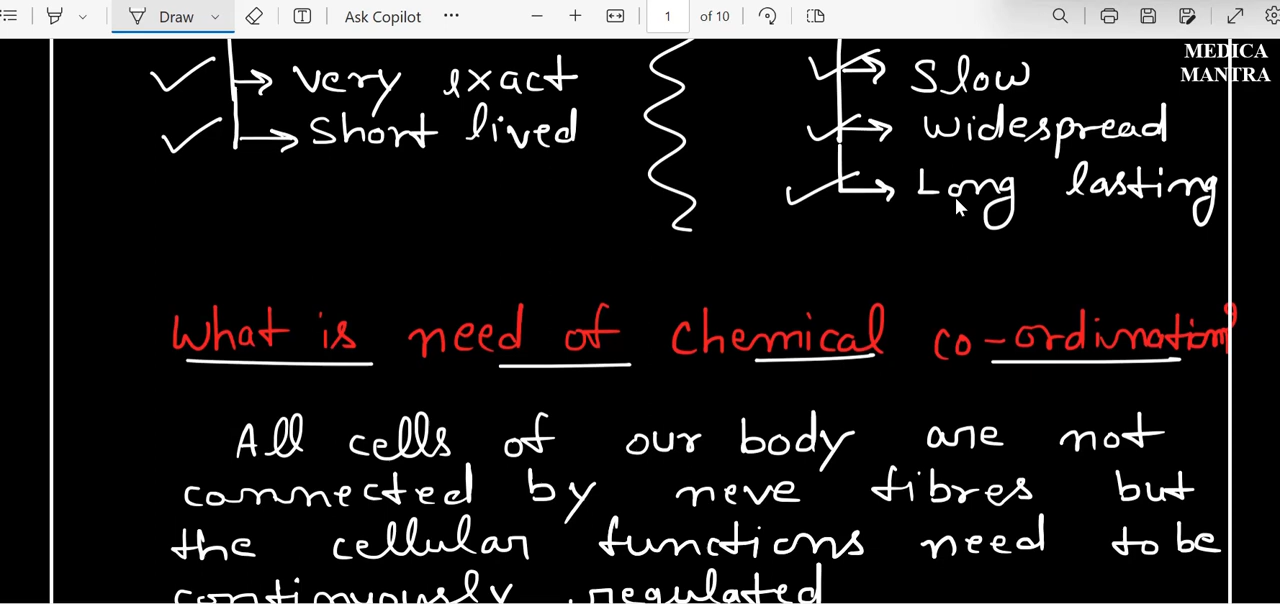 Draw
Ask Copilot
1
of 10
MEDICA
MANTRA
very exact
Short lived
Slow
Widespread
Long lasting
What is need of chemical co-ordination?
All cells of our body are not
connected by neve fibres but
the cellular functions need to be
continuously regulated